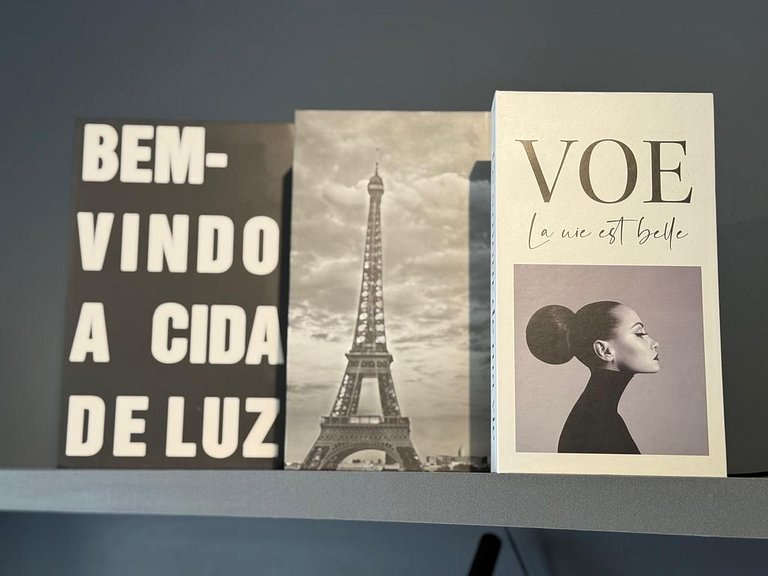 BEM-
VINDO
A CIDA
DE LUZ
VOE
La vie est belle